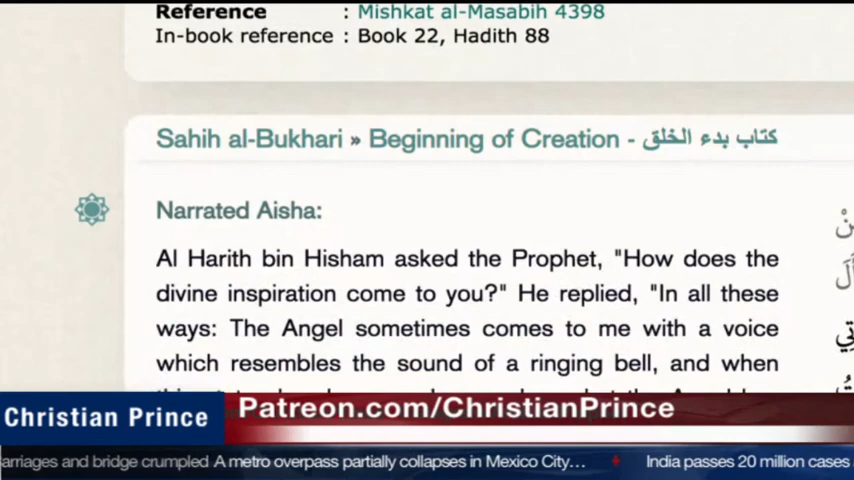 Reference : Mishkat al-Masabih 4398
In-book reference : Book 22, Hadith 88
Sahih al-Bukhari » Beginning of Creation - كتاب بدء الخلق
Narrated Aisha:
Al Harith bin Hisham asked the Prophet, "How does the
divine inspiration come to you?" He replied, "In all these
ways: The Angel sometimes comes to me with a voice
which resembles the sound of a ringing bell, and when
Christian Prince
Patreon.com/ChristianPrince
arriages and bridge crumpled A metro overpass partially collapses in Mexico City... India passes 20 million cases